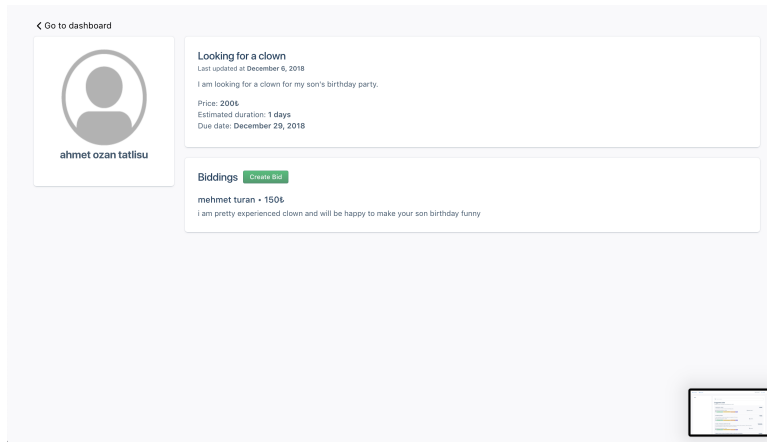 Go to dashboard
ahmet ozan tatlisu
Looking for a clown
Last updated at December 6, 2018
I am looking for a clown for my son's birthday party.
Price: 200₺
Estimated duration: 1 days
Due date: December 29, 2018
Biddings Create Bid
mehmet turan • 150₺
i am pretty experienced clown and will be happy to make your son birthday funny